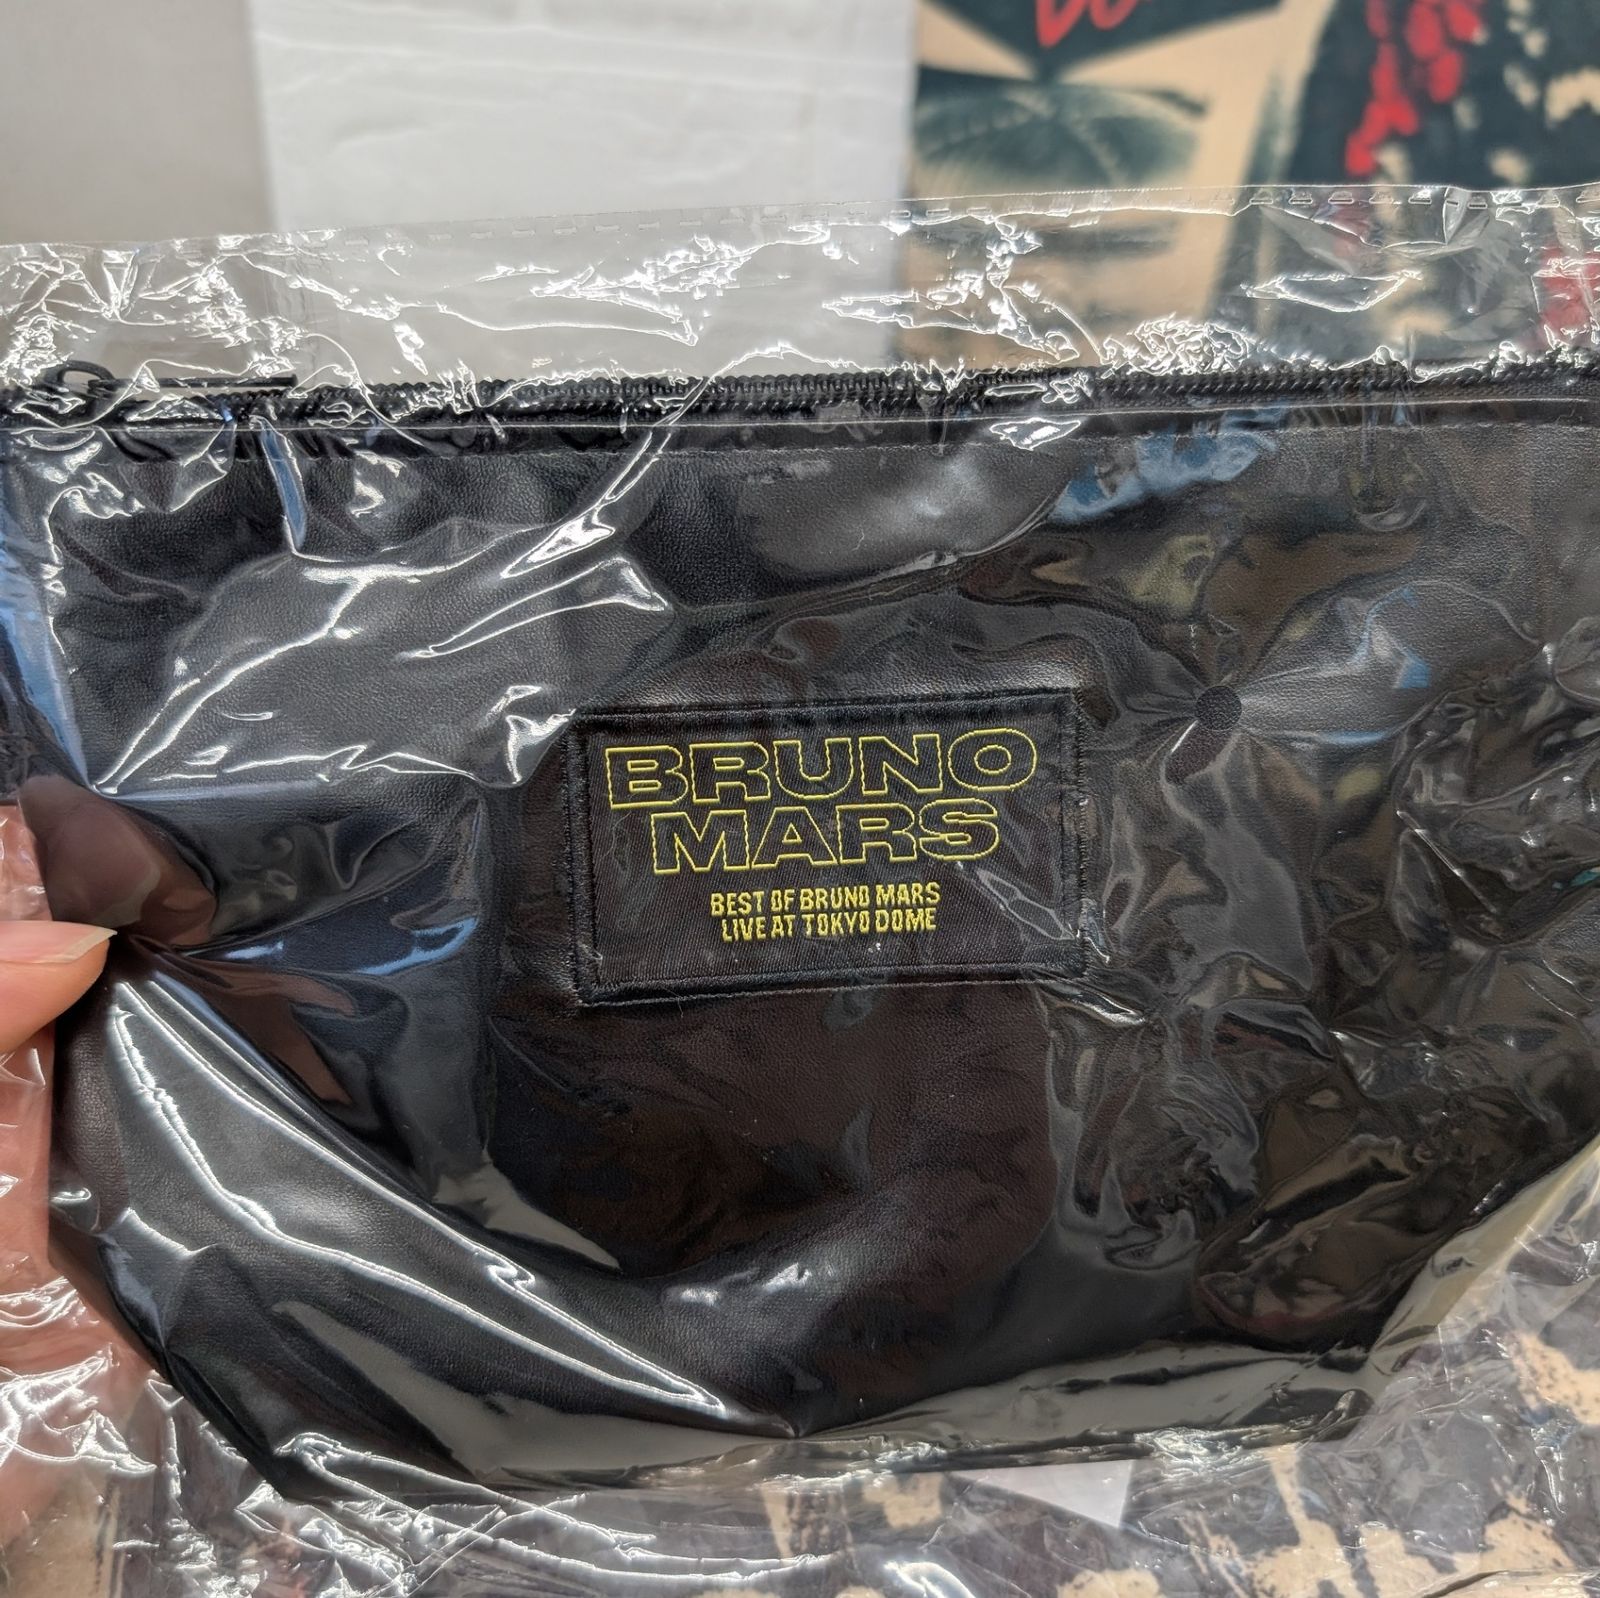 BRUNO
MARS
BEST OF BRUNO MARS
LIVE AT TOKYO DOME